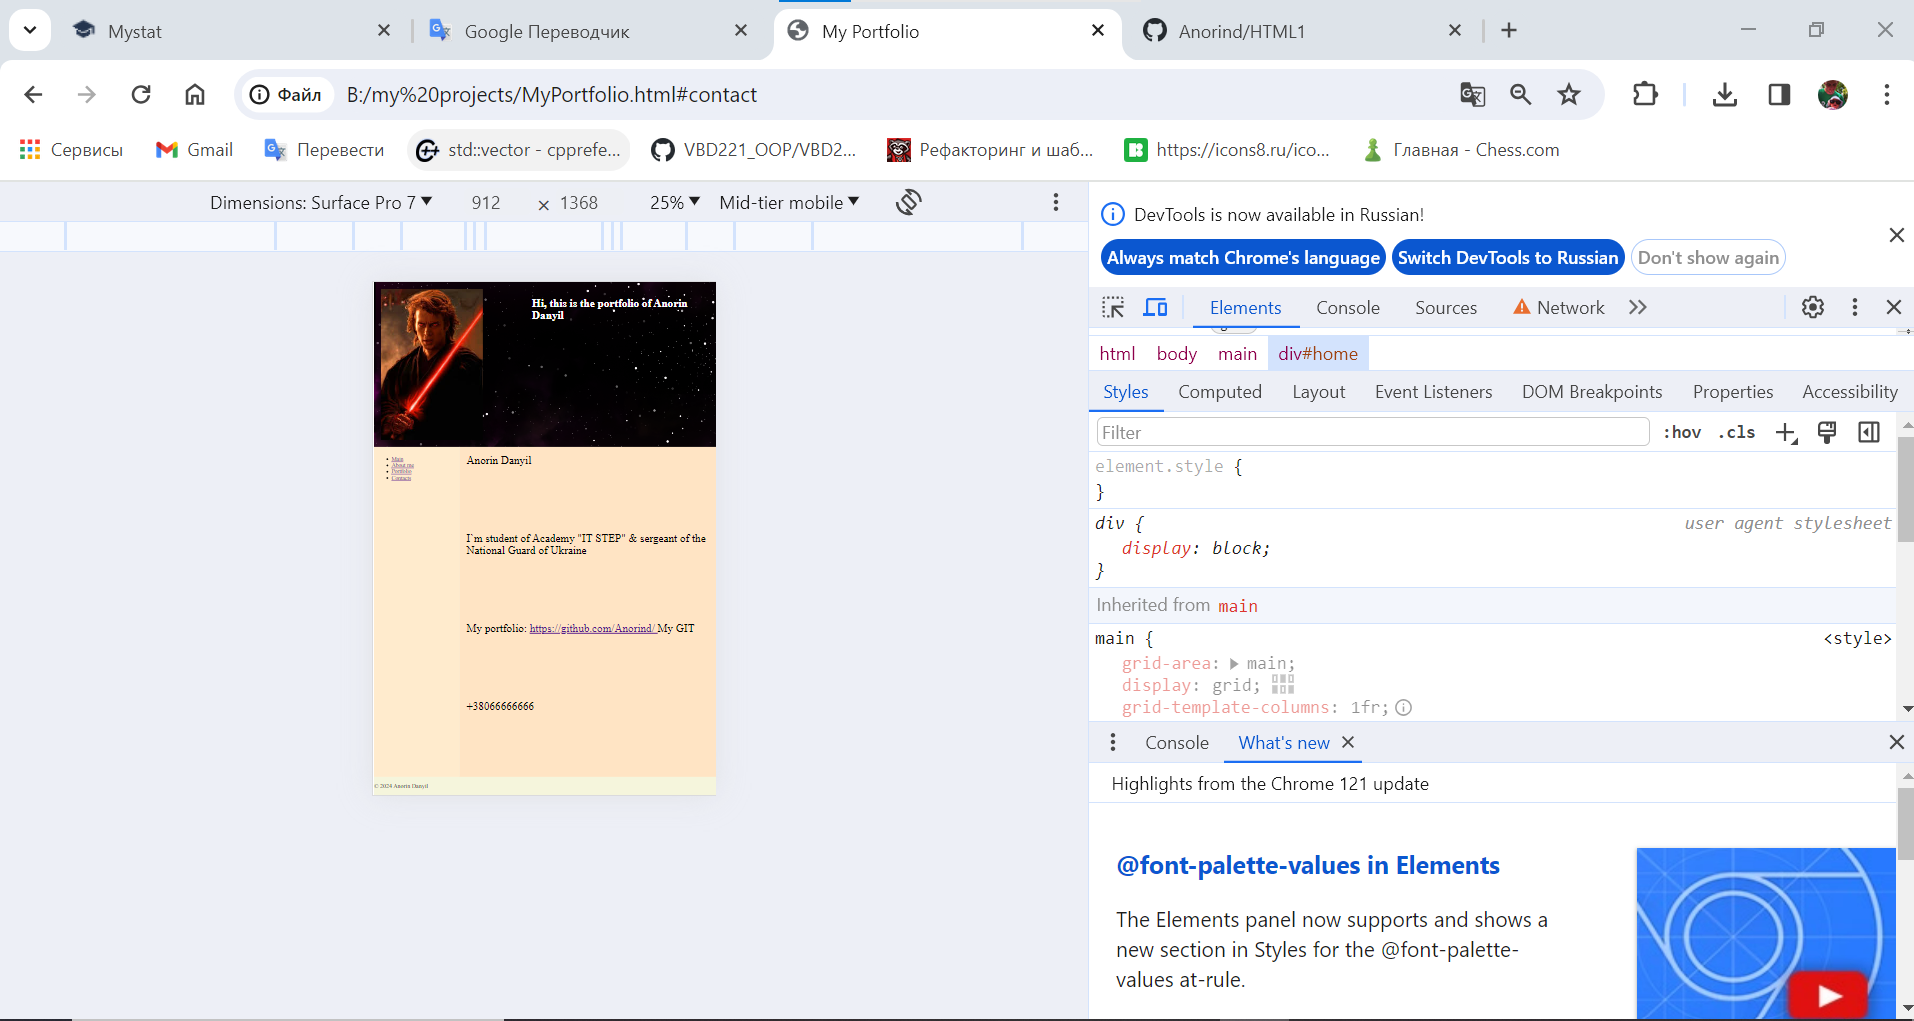 Mystat
Google Переводчик
My Portfolio
Anorind/HTML1
Файл
B:/my%20projects/MyPortfolio.html#contact
Сервисы
Gmail
Перевести
std::vector - cpprefe...
VBD221_OOP/VBD2...
Рефакторинг и шаб...
https://icons8.ru/ico...
Главная - Chess.com
Dimensions: Surface Pro 7
912 × 1368
25%
Mid-tier mobile
Hi, this is the portfolio of Anorin
Danyil
Main
About me
Portfolio
Contacts
Anorin Danyil
I`m student of Academy "IT STEP" & sergeant of the
National Guard of Ukraine
My portfolio: https://github.com/Anorind/ My GIT
+38066666666
© 2024 Anorin Danyil
DevTools is now available in Russian!
Always match Chrome's language
Switch DevTools to Russian
Don't show again
Elements
Console
Sources
Network
html
body
main
div#home
Styles
Computed
Layout
Event Listeners
DOM Breakpoints
Properties
Accessibility
Filter
:hov
.cls
element.style {
}
div {
user agent stylesheet
display: block;
}
Inherited from main
main {
<style>
grid-area: main;
display: grid;
grid-template-columns: 1fr;
Console
What's new
Highlights from the Chrome 121 update
@font-palette-values in Elements
The Elements panel now supports and shows a
new section in Styles for the @font-palette-
values at-rule.